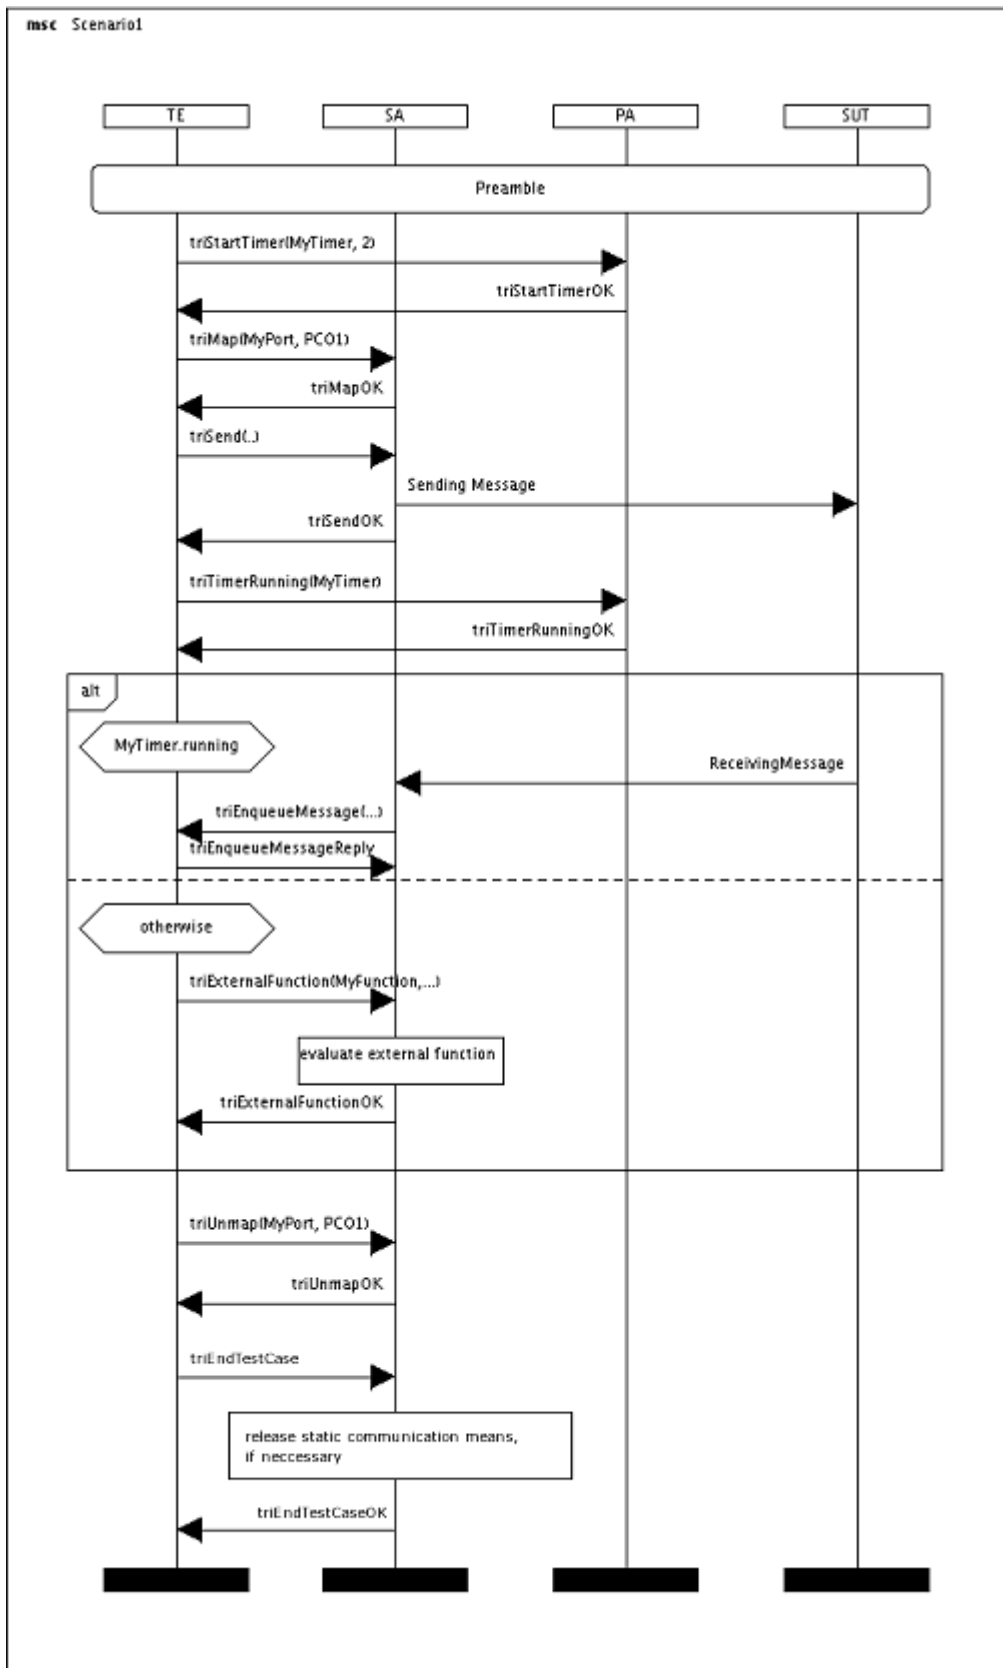 msc Scenario1
TE SA PA SUT
Preamble
triStartTimer(MyTimer, 2)
triStartTimerOK
triMap(MyPort, PCO1)
triMapOK
triSend(..)
Sending Message
triSendOK
triTimerRunning(MyTimer)
triTimerRunningOK
alt
MyTimer.running
ReceivingMessage
triEnqueueMessage(...)
triEnqueueMessageReply
otherwise
triExternalFunction(MyFunction,...)
evaluate external function
triExternalFunctionOK
triUnmap(MyPort, PCO1)
triUnmapOK
triEndTestCase
release static communication means,
if neccessary
triEndTestCaseOK